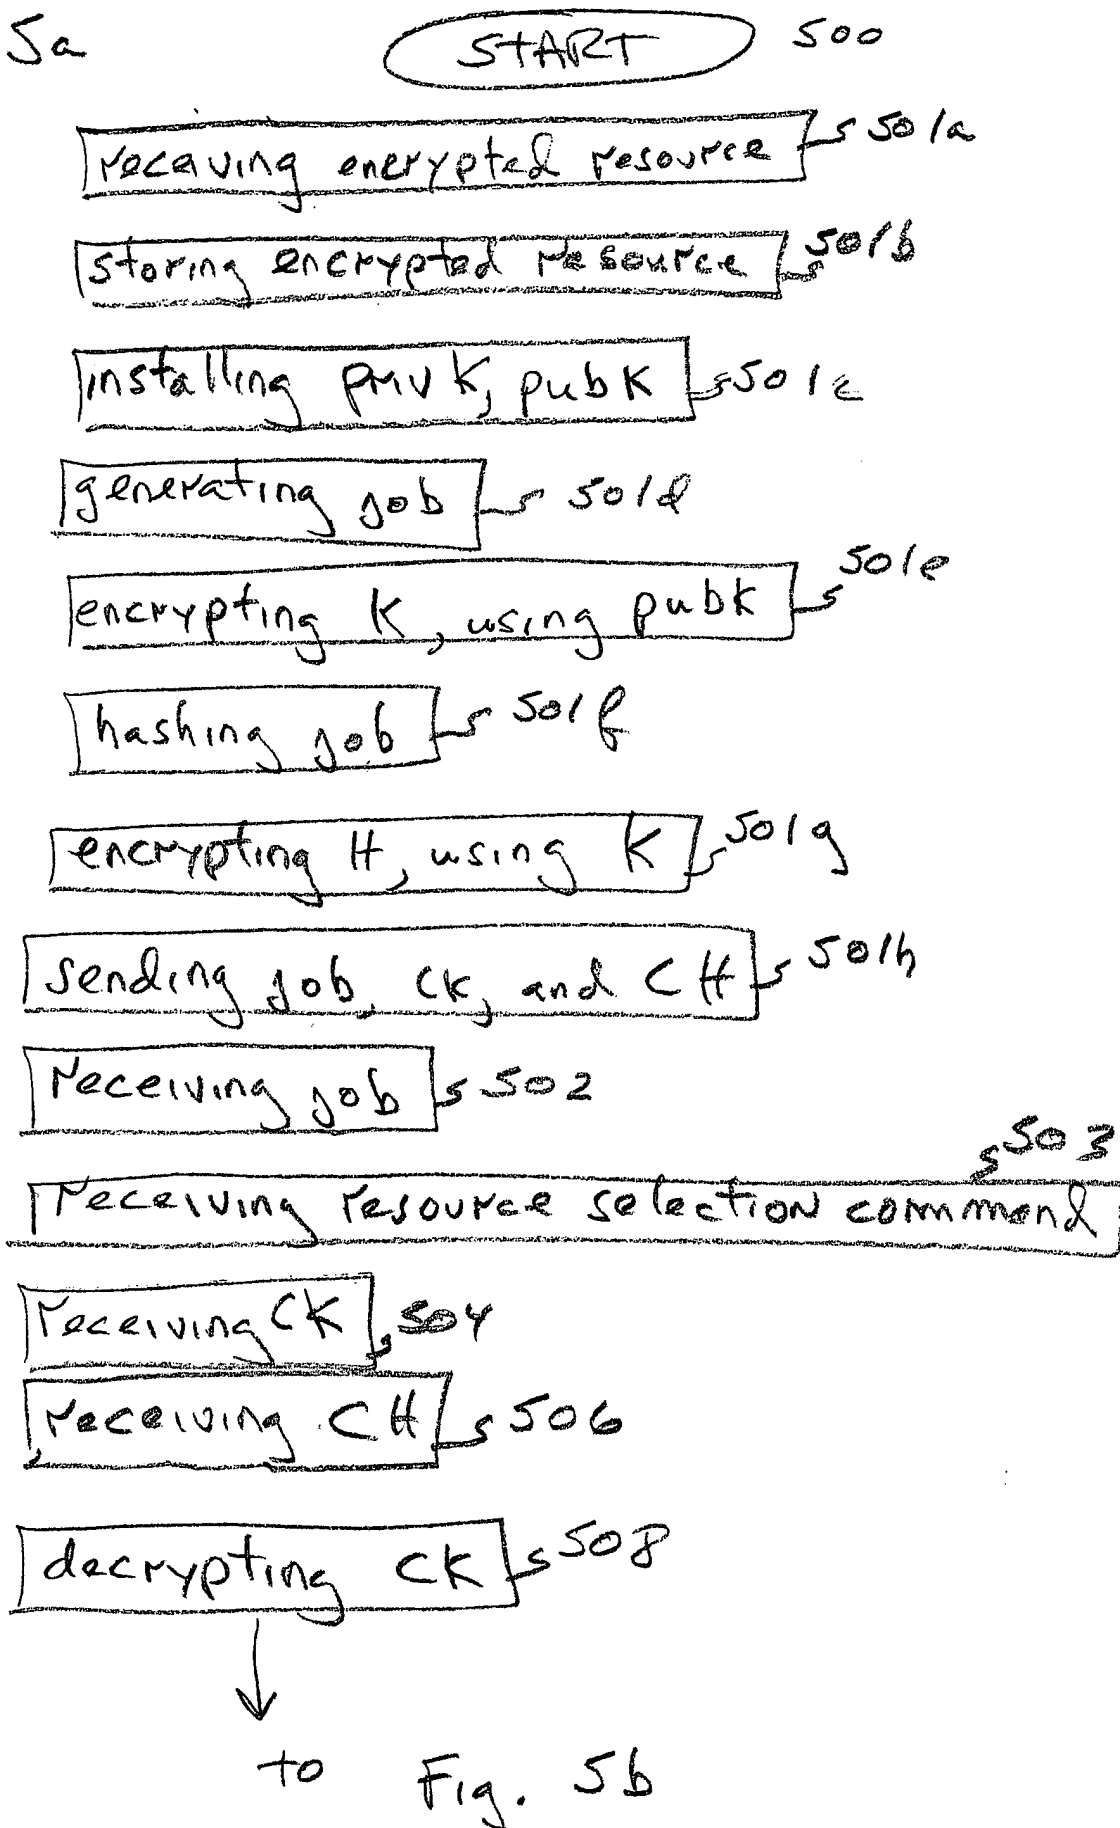 5a START 500
receiving encrypted resource 501a
storing encrypted resource 501b
installing privK, pubK 501c
generating job 501d
encrypting K, using pubK 501e
hashing job 501f
encrypting H, using K 501g
sending job, CK, and CH 501h
receiving job 502
503
receiving resource selection command
receiving CK 504
receiving CH 506
decrypting CK 508
to Fig. 5b